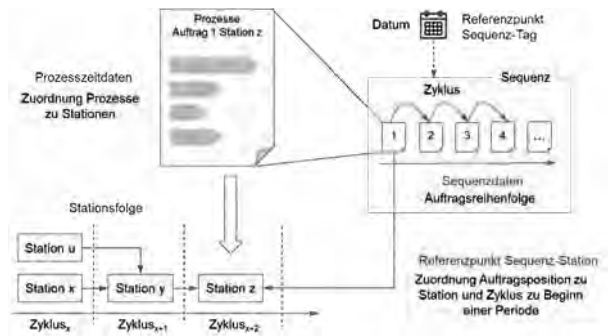 Prozesse
Auftrag 1 Station z
Datum
Referenzpunkt
Sequenz-Tag
Prozesszeitdaten
Zuordnung Prozesse
zu Stationen
Sequenz
Zyklus
1
2
3
4
...
Sequenzdaten
Auftragsreihenfolge
Stationsfolge
Station u
Station x
Station y
Station z
Referenzpunkt Sequenz-Station
Zuordnung Auftragsposition zu
Station und Zyklus zu Beginn
einer Periode
Zyklusₓ
Zyklusₓ₊₁
Zyklusₓ₊₂